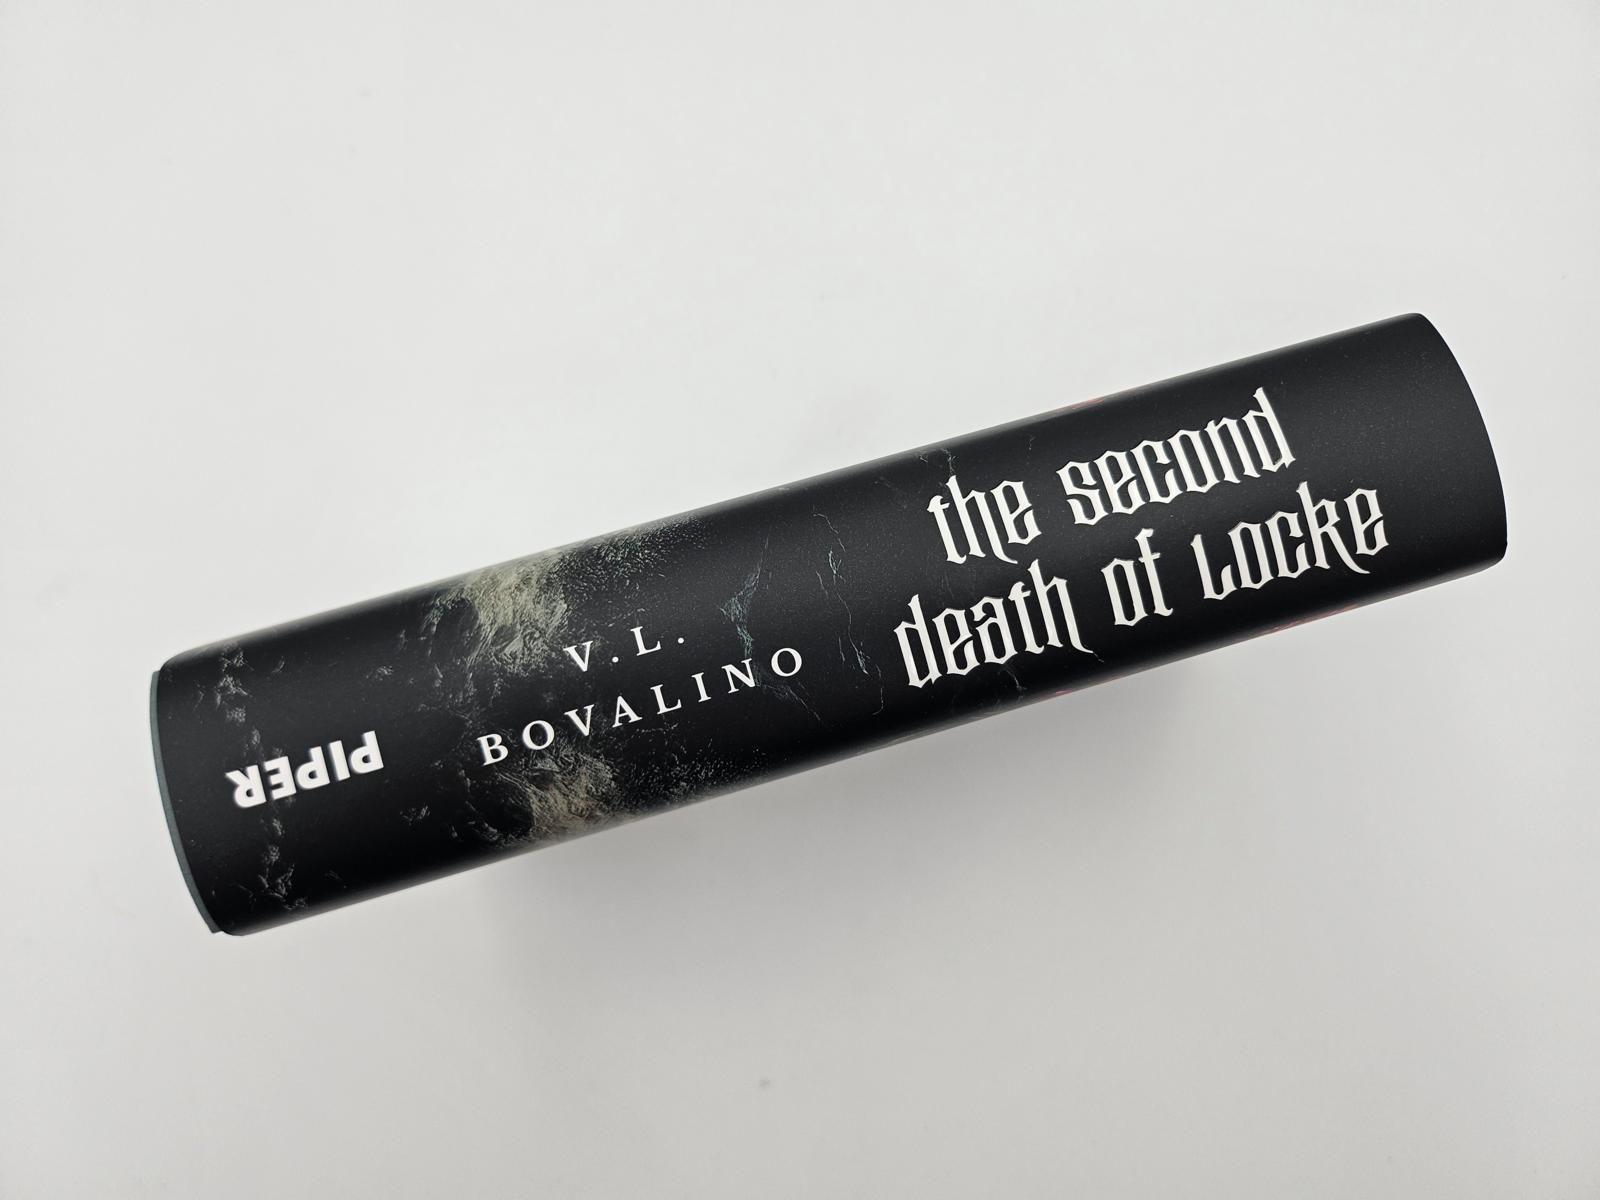 the second
death of Locke
V.L.
BOVALINO
PIPER